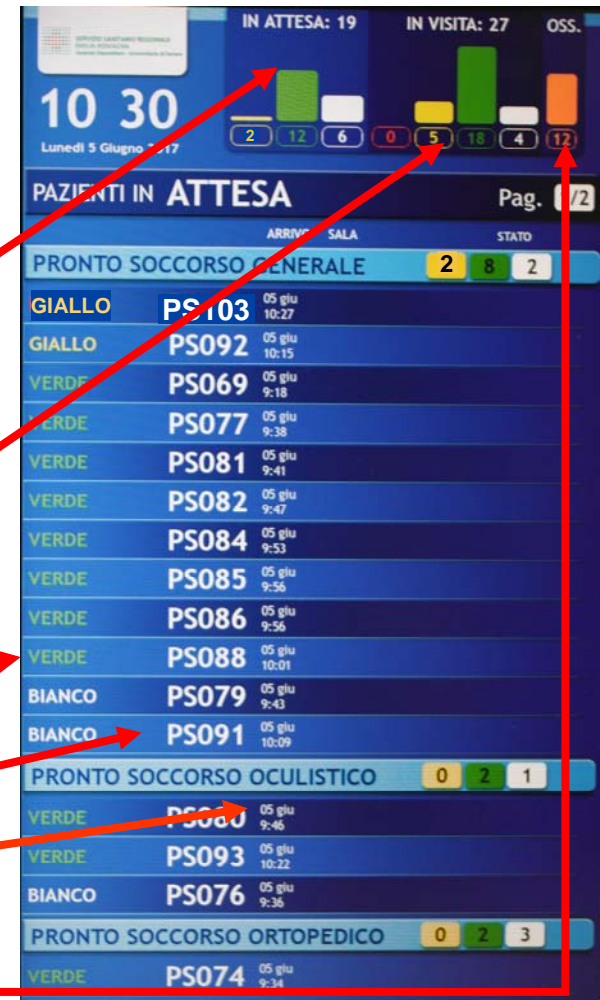 SERVIZIO SANITARIO REGIONALE
EMILIA-ROMAGNA
IN ATTESA: 19
IN VISITA: 27
OSS.
10 30
Lunedì 5 Giugno 2017
2 12 6
0 5 18 4
12
PAZIENTI IN ATTESA
Pag. /2
ARRIVO SALA STATO
PRONTO SOCCORSO GENERALE 2 8 2
GIALLO PS103 05 giu 10:27
GIALLO PS092 05 giu 10:15
VERDE PS069 05 giu 9:18
VERDE PS077 05 giu 9:38
VERDE PS081 05 giu 9:41
VERDE PS082 05 giu 9:47
VERDE PS084 05 giu 9:53
VERDE PS085 05 giu 9:56
VERDE PS086 05 giu 9:56
VERDE PS088 05 giu 10:01
BIANCO PS079 05 giu 9:43
BIANCO PS091 05 giu 10:09
PRONTO SOCCORSO OCULISTICO 0 2 1
VERDE PS080 05 giu 9:46
VERDE PS093 05 giu 10:22
BIANCO PS076 05 giu 9:36
PRONTO SOCCORSO ORTOPEDICO 0 2 3
VERDE PS074 05 giu 9:34